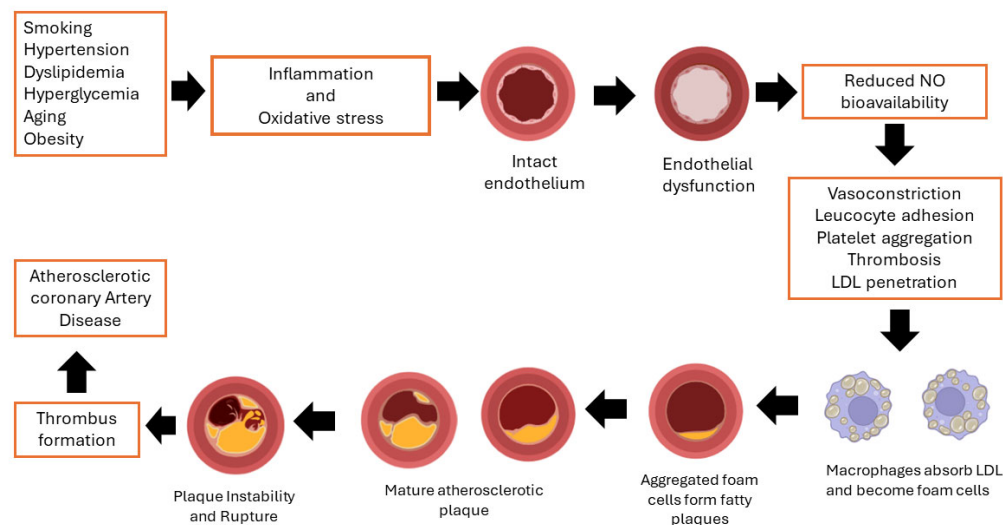 Smoking
Hypertension
Dyslipidemia
Hyperglycemia
Aging
Obesity
Inflammation
and
Oxidative stress
Intact
endothelium
Endothelial
dysfunction
Reduced NO
bioavailability
Vasoconstriction
Leucocyte adhesion
Platelet aggregation
Thrombosis
LDL penetration
Macrophages absorb LDL
and become foam cells
Aggregated foam
cells form fatty
plaques
Mature atherosclerotic
plaque
Plaque Instability
and Rupture
Thrombus
formation
Atherosclerotic
coronary Artery
Disease